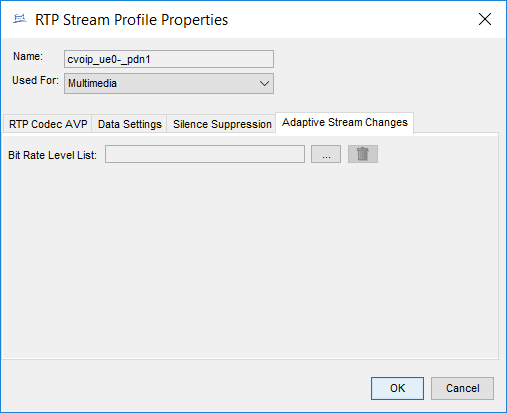 RTP Stream Profile Properties
Name: cvoip_ue0-_pdn1
Used For: Multimedia
RTP Codec AVP Data Settings Silence Suppression Adaptive Stream Changes
Bit Rate Level List: ...
OK Cancel